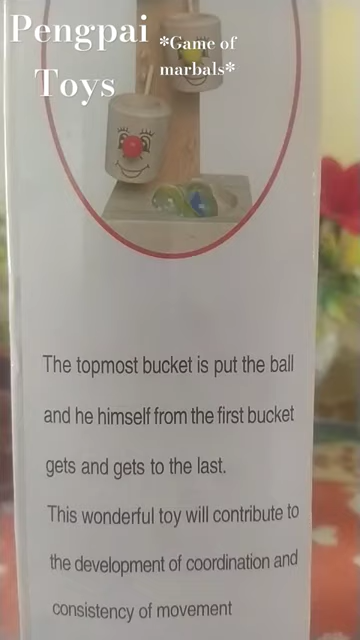 Pengpai
Toys
*Game of
marbals*
The topmost bucket is put the ball
and he himself from the first bucket
gets and gets to the last.
This wonderful toy will contribute to
the development of coordination and
consistency of movement